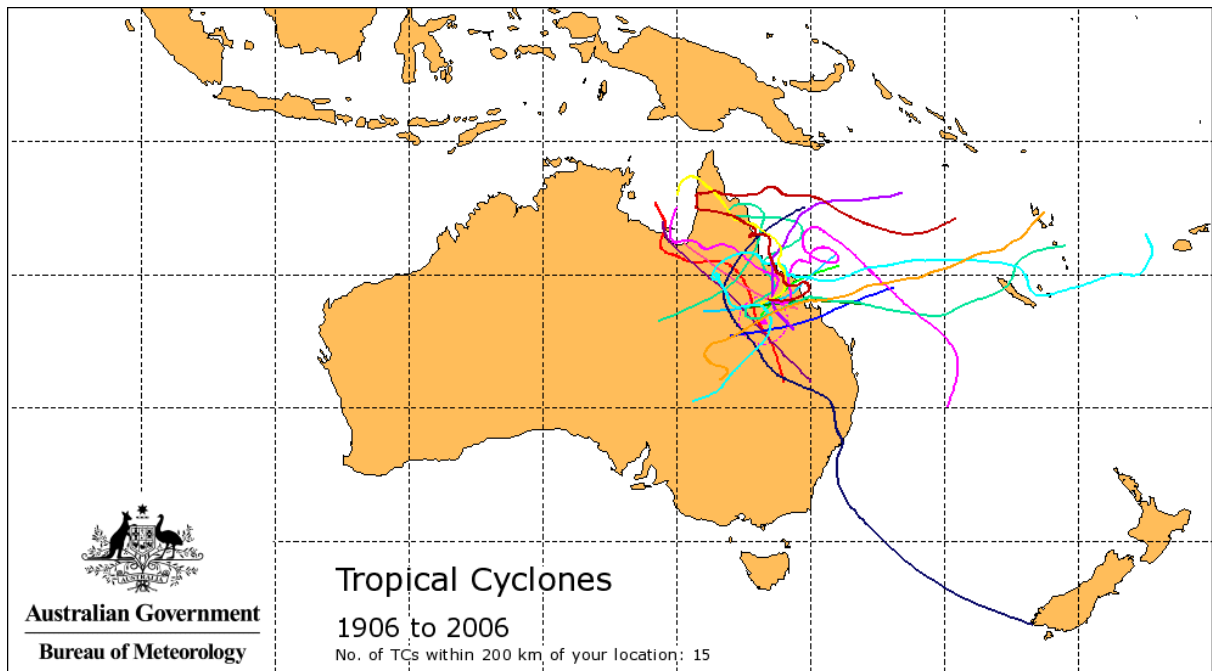 AUSTRALIA
Australian Government
Bureau of Meteorology
Tropical Cyclones
1906 to 2006
No. of TCs within 200 km of your location: 15